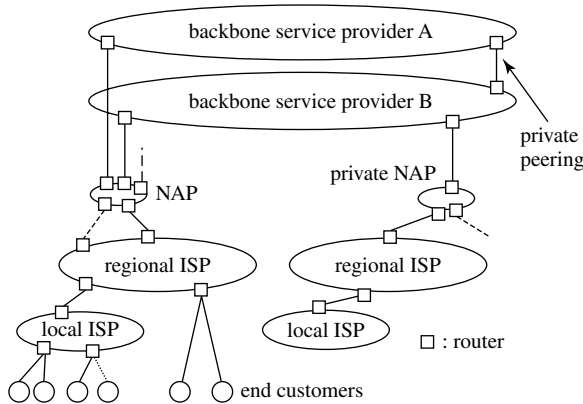 backbone service provider A
backbone service provider B
private
peering
NAP
private NAP
regional ISP
regional ISP
local ISP
local ISP
: router
end customers